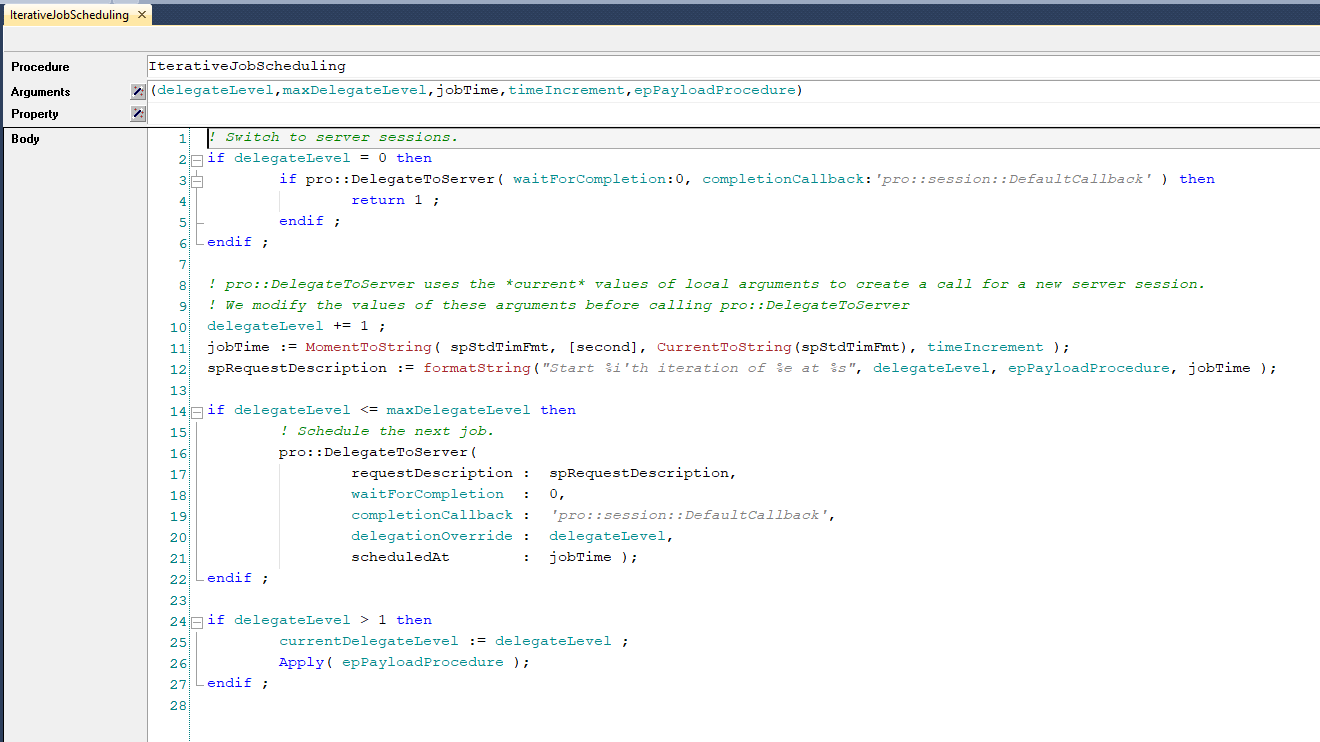 IterativeJobScheduling ×
Procedure IterativeJobScheduling
Arguments (delegateLevel,maxDelegateLevel,jobTime,timeIncrement,epPayloadProcedure)
Property
Body
1 ! Switch to server sessions.
2 if delegateLevel = 0 then
3 if pro::DelegateToServer( waitForCompletion:0, completionCallback:'pro::session::DefaultCallback' ) then
4 return 1 ;
5 endif ;
6 endif ;
7
8 ! pro::DelegateToServer uses the *current* values of local arguments to create a call for a new server session.
9 ! We modify the values of these arguments before calling pro::DelegateToServer
10 delegateLevel += 1 ;
11 jobTime := MomentToString( spStdTimFmt, [second], CurrentToString(spStdTimFmt), timeIncrement );
12 spRequestDescription := formatString("Start %i'th iteration of %e at %s", delegateLevel, epPayloadProcedure, jobTime );
13
14 if delegateLevel <= maxDelegateLevel then
15 ! Schedule the next job.
16 pro::DelegateToServer(
17 requestDescription : spRequestDescription,
18 waitForCompletion : 0,
19 completionCallback : 'pro::session::DefaultCallback',
20 delegationOverride : delegateLevel,
21 scheduledAt : jobTime );
22 endif ;
23
24 if delegateLevel > 1 then
25 currentDelegateLevel := delegateLevel ;
26 Apply( epPayloadProcedure );
27 endif ;
28